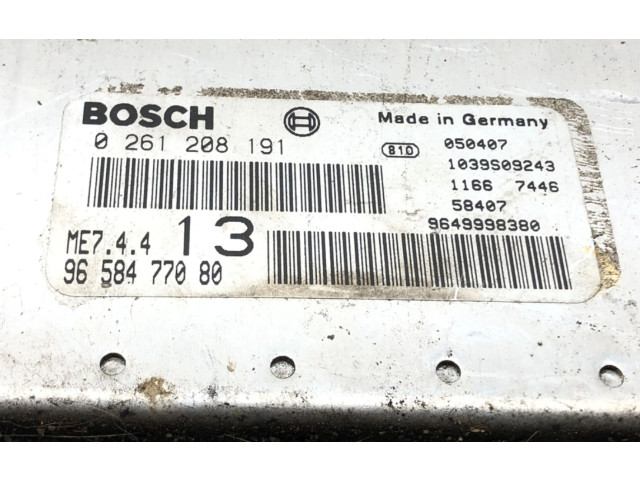 BOSCH
Made in Germany
0 261 208 191
810
050407
1039S09243
1166 7446
58407
9649998380
ME7.4.4 13
96 584 770 80